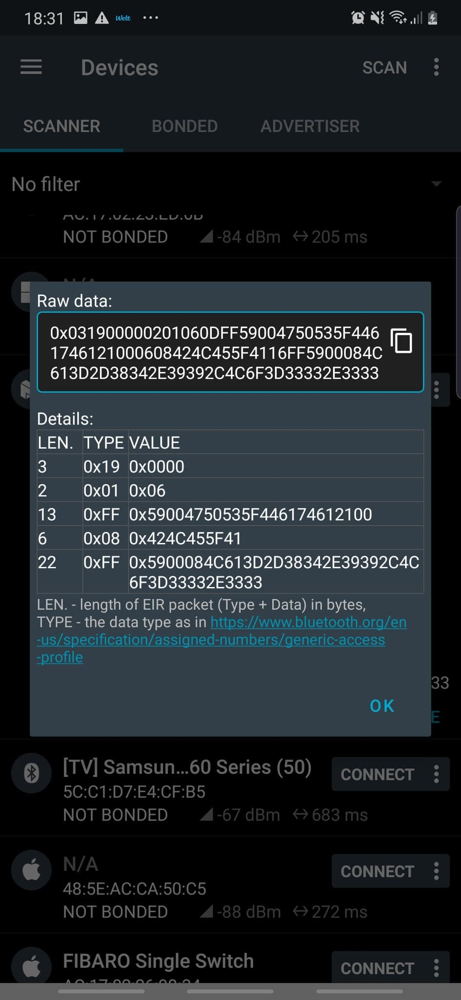 18:31 Wolt
Devices SCAN
SCANNER BONDED ADVERTISER
No filter
NOT BONDED -84 dBm 205 ms
N/A
Raw data:
0x031900000201060DFF59004750535F446
1746121000608424C455F4116FF5900084C
613D2D38342E39392C4C6F3D33332E3333
Details:
LEN. TYPE VALUE
3 0x19 0x0000
2 0x01 0x06
13 0xFF 0x59004750535F446174612100
6 0x08 0x424C455F41
22 0xFF 0x5900084C613D2D38342E39392C4C
6F3D33332E3333
LEN. - length of EIR packet (Type + Data) in bytes,
TYPE - the data type as in https://www.bluetooth.org/en
-us/specification/assigned-numbers/generic-access
-profile
33
OK
E
[TV] Samsun...60 Series (50) CONNECT
5C:C1:D7:E4:CF:B5
NOT BONDED -67 dBm 683 ms
N/A CONNECT
48:5E:AC:CA:50:C5
NOT BONDED -88 dBm 272 ms
FIBARO Single Switch CONNECT